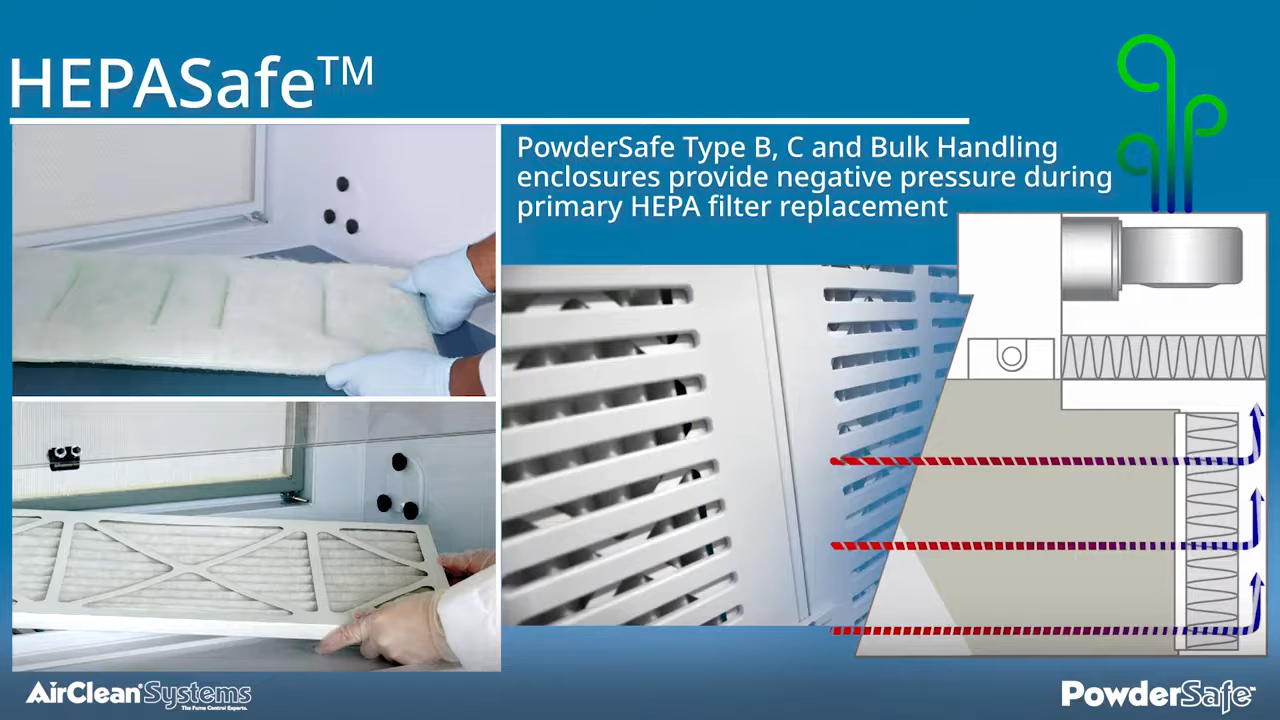 HEPASafe™
PowderSafe Type B, C and Bulk Handling
enclosures provide negative pressure during
primary HEPA filter replacement
AirClean® Systems
The Fume Control Experts.
PowderSafe™